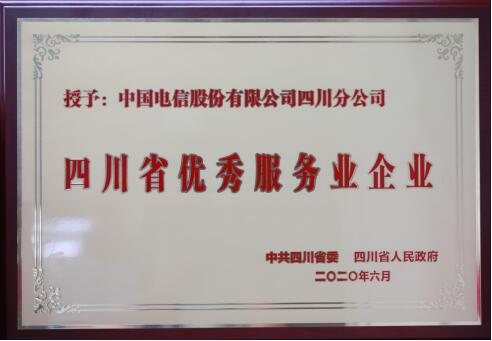 授予：中国电信股份有限公司四川分公司
四川省优秀服务业企业
中共四川省委 四川省人民政府
二〇二〇年六月